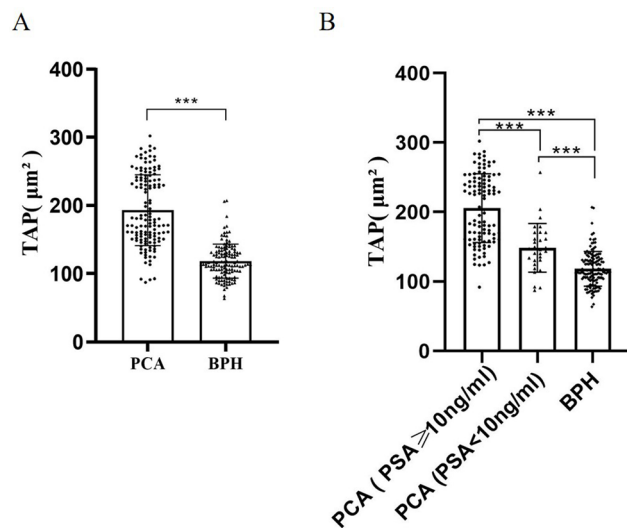 A
TAP( μm² )
400
300
200
100
0
***
PCA
BPH
B
TAP( μm² )
400
300
200
100
0
***
***
***
PCA ( PSA⩾10ng/ml)
PCA (PSA<10ng/ml)
BPH